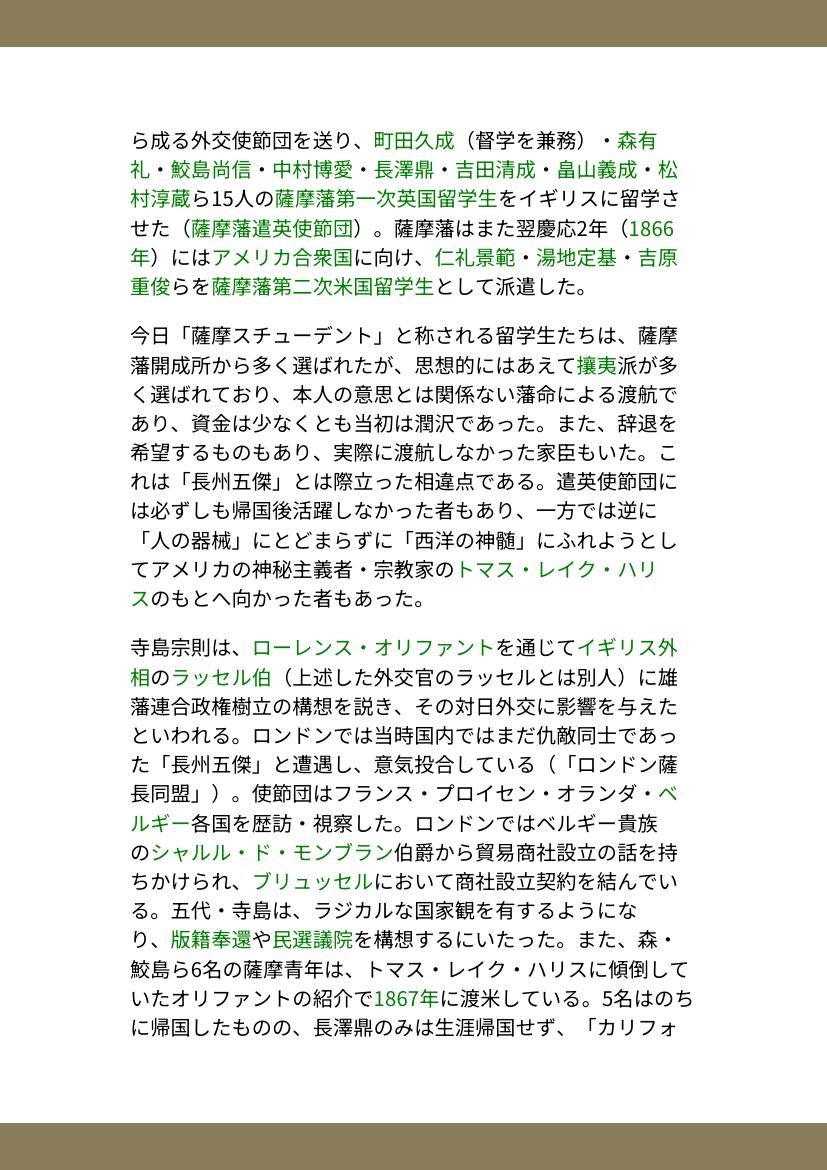 ら成る外交使節団を送り、町田久成（督学を兼務）・森有
礼・鮫島尚信・中村博愛・長澤鼎・吉田清成・畠山義成・松
村淳蔵ら15人の薩摩藩第一次英国留学生をイギリスに留学さ
せた（薩摩藩遣英使節団）。薩摩藩はまた翌慶応2年（1866
年）にはアメリカ合衆国に向け、仁礼景範・湯地定基・吉原
重俊らを薩摩藩第二次米国留学生として派遣した。
今日「薩摩スチューデント」と称される留学生たちは、薩摩
藩開成所から多く選ばれたが、思想的にはあえて攘夷派が多
く選ばれており、本人の意思とは関係ない藩命による渡航で
あり、資金は少なくとも当初は潤沢であった。また、辞退を
希望するものもあり、実際に渡航しなかった家臣もいた。こ
れは「長州五傑」とは際立った相違点である。遣英使節団に
は必ずしも帰国後活躍しなかった者もあり、一方では逆に
「人の器械」にとどまらずに「西洋の神髄」にふれようとし
てアメリカの神秘主義者・宗教家のトマス・レイク・ハリ
スのもとへ向かった者もあった。
寺島宗則は、ローレンス・オリファントを通じてイギリス外
相のラッセル伯（上述した外交官のラッセルとは別人）に雄
藩連合政権樹立の構想を説き、その対日外交に影響を与えた
といわれる。ロンドンでは当時国内ではまだ仇敵同士であっ
た「長州五傑」と遭遇し、意気投合している（「ロンドン薩
長同盟」）。使節団はフランス・プロイセン・オランダ・ベ
ルギー各国を歴訪・視察した。ロンドンではベルギー貴族
のシャルル・ド・モンブラン伯爵から貿易商社設立の話を持
ちかけられ、ブリュッセルにおいて商社設立契約を結んでい
る。五代・寺島は、ラジカルな国家観を有するようにな
り、版籍奉還や民選議院を構想するにいたった。また、森・
鮫島ら6名の薩摩青年は、トマス・レイク・ハリスに傾倒して
いたオリファントの紹介で1867年に渡米している。5名はのち
に帰国したものの、長澤鼎のみは生涯帰国せず、「カリフォ